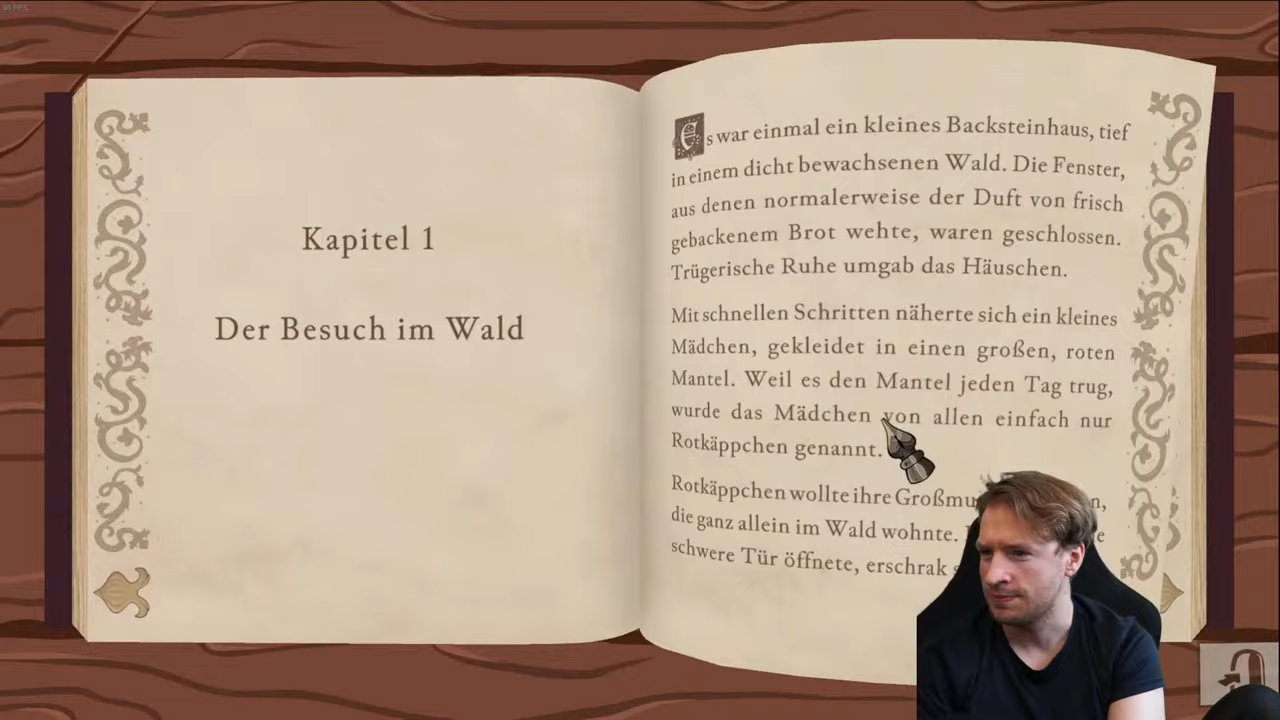 60 FPS
Kapitel 1
Der Besuch im Wald
Es war einmal ein kleines Backsteinhaus, tief
in einem dicht bewachsenen Wald. Die Fenster,
aus denen normalerweise der Duft von frisch
gebackenem Brot wehte, waren geschlossen.
Trügerische Ruhe umgab das Häuschen.
Mit schnellen Schritten näherte sich ein kleines
Mädchen, gekleidet in einen großen, roten
Mantel. Weil es den Mantel jeden Tag trug,
wurde das Mädchen von allen einfach nur
Rotkäppchen genannt.
Rotkäppchen wollte ihre
die ganz allein im Wald wohnte.
schwere Tür öffnete, erschrak